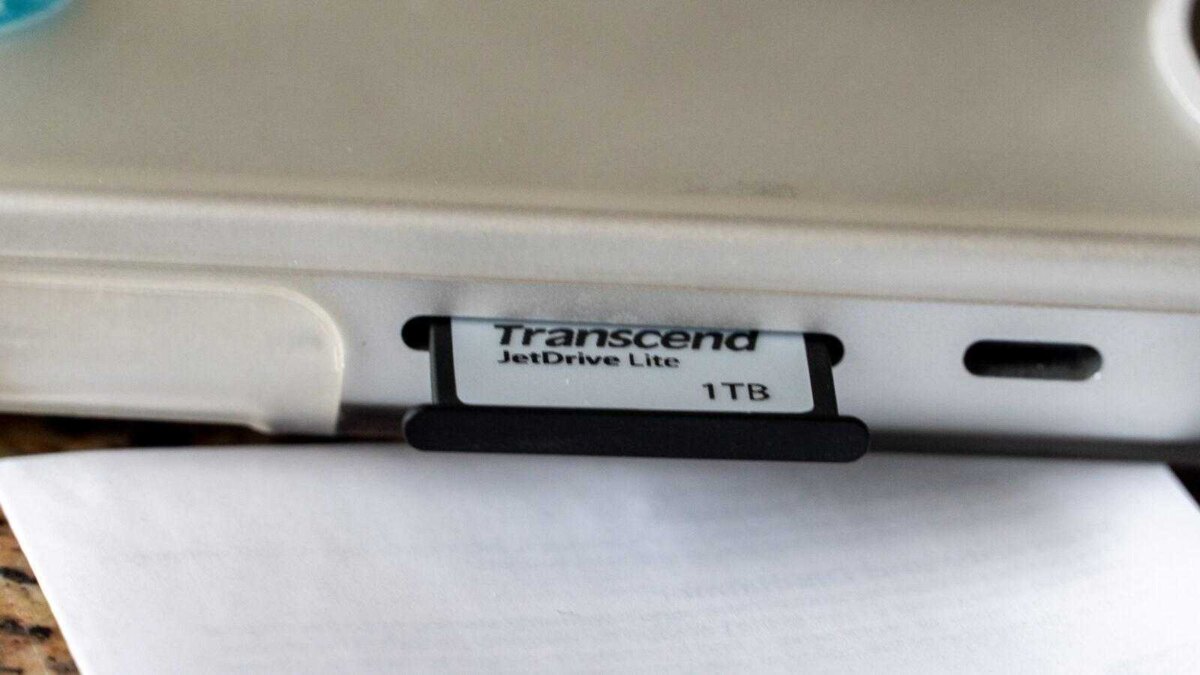 Transcend
JetDrive Lite
1TB